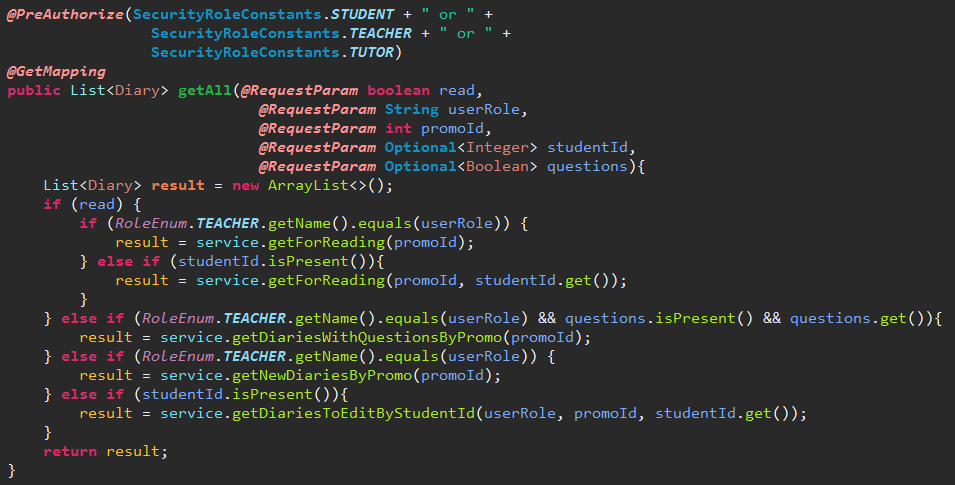 @PreAuthorize(SecurityRoleConstants.STUDENT + " or " +
              SecurityRoleConstants.TEACHER + " or " +
              SecurityRoleConstants.TUTOR)
@GetMapping
public List<Diary> getAll(@RequestParam boolean read,
                          @RequestParam String userRole,
                          @RequestParam int promoId,
                          @RequestParam Optional<Integer> studentId,
                          @RequestParam Optional<Boolean> questions){
    List<Diary> result = new ArrayList<>();
    if (read) {
        if (RoleEnum.TEACHER.getName().equals(userRole)) {
            result = service.getForReading(promoId);
        } else if (studentId.isPresent()){
            result = service.getForReading(promoId, studentId.get());
        }
    } else if (RoleEnum.TEACHER.getName().equals(userRole) && questions.isPresent() && questions.get()){
        result = service.getDiariesWithQuestionsByPromo(promoId);
    } else if (RoleEnum.TEACHER.getName().equals(userRole)) {
        result = service.getNewDiariesByPromo(promoId);
    } else if (studentId.isPresent()){
        result = service.getDiariesToEditByStudentId(userRole, promoId, studentId.get());
    }
    return result;
}